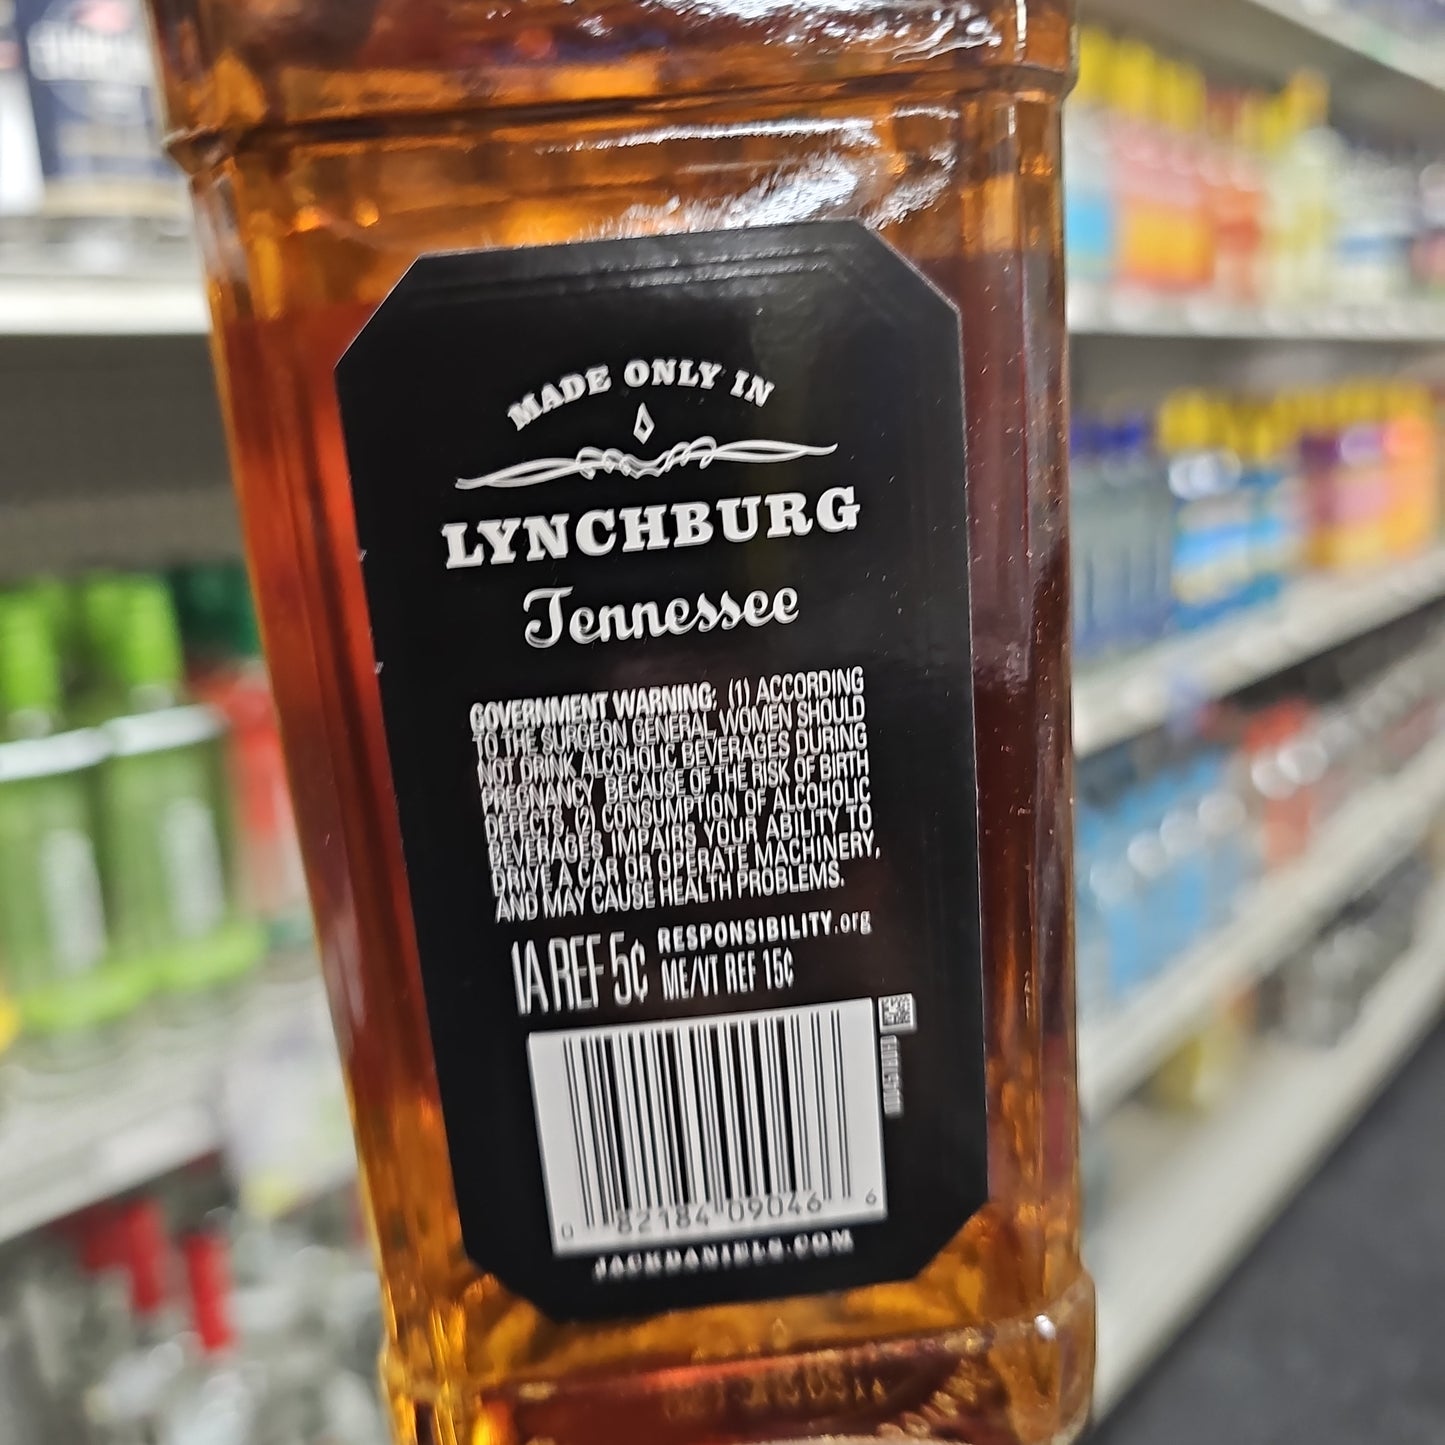 MADE ONLY IN
LYNCHBURG
Tennessee
GOVERNMENT WARNING: (1) ACCORDING
TO THE SURGEON GENERAL, WOMEN SHOULD
NOT DRINK ALCOHOLIC BEVERAGES DURING
PREGNANCY BECAUSE OF THE RISK OF BIRTH
DEFECTS. (2) CONSUMPTION OF ALCOHOLIC
BEVERAGES IMPAIRS YOUR ABILITY TO
DRIVE A CAR OR OPERATE MACHINERY,
AND MAY CAUSE HEALTH PROBLEMS.
IA REF 5¢ RESPONSIBILITY.org
ME/VT REF 15¢
0 82184 09046 6
JACKDANIELS.COM